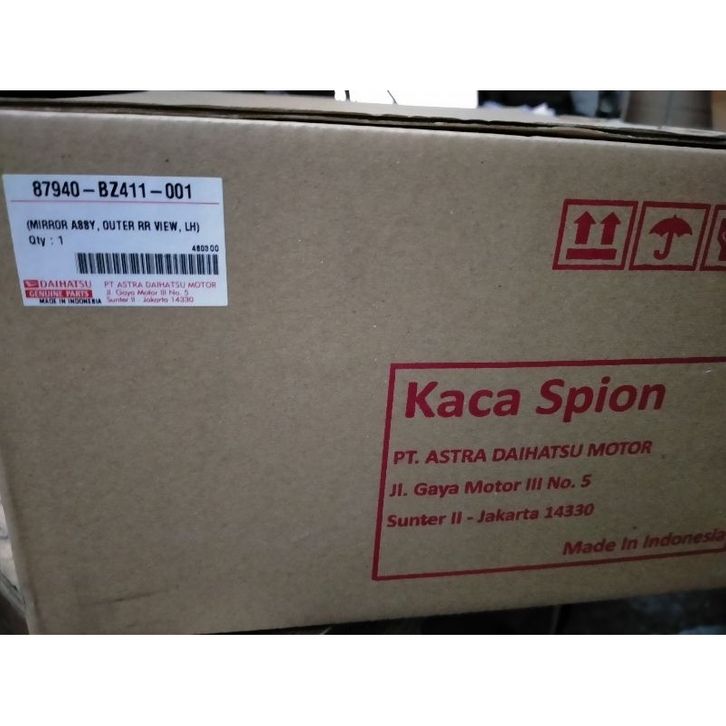 87940-BZ411-001
(MIRROR ASSY, OUTER RR VIEW, LH)
Qty : 1
480300
DAIHATSU
GENUINE PARTS
MADE IN INDONESIA
PT ASTRA DAIHATSU MOTOR
Jl. Gaya Motor III No. 5
Sunter II - Jakarta 14330
Kaca Spion
PT. ASTRA DAIHATSU MOTOR
Jl. Gaya Motor III No. 5
Sunter II - Jakarta 14330
Made In Indonesia